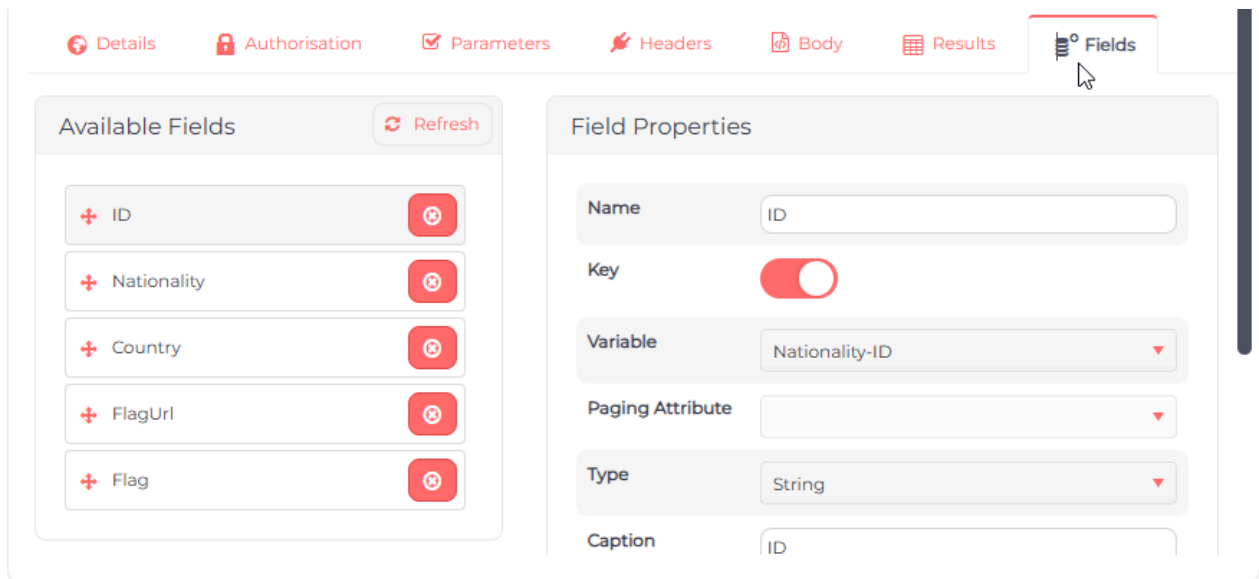 Details Authorisation Parameters Headers Body Results Fields
Available Fields
Refresh
ID
Nationality
Country
FlagUrl
Flag
Field Properties
Name ID
Key
Variable Nationality-ID
Paging Attribute
Type String
Caption ID